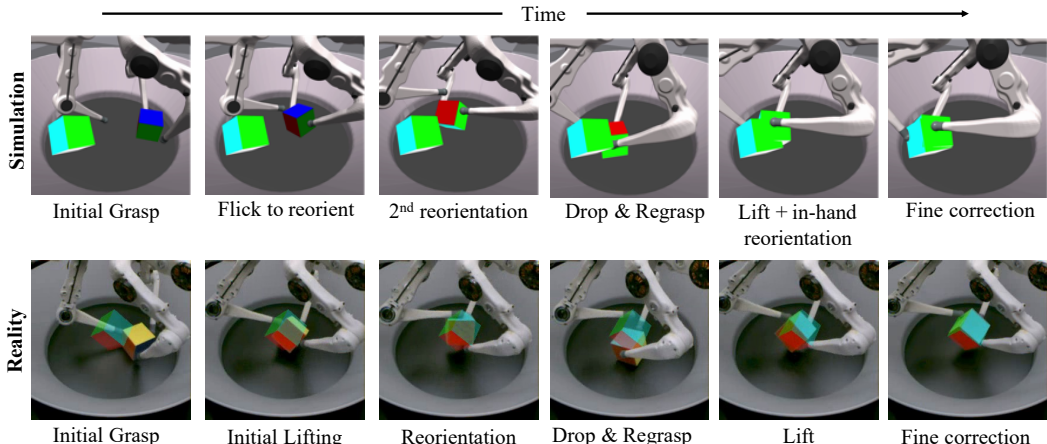 Time
Simulation
Initial Grasp
Flick to reorient
2nd reorientation
Drop & Regrasp
Lift + in-hand
reorientation
Fine correction
Reality
Initial Grasp
Initial Lifting
Reorientation
Drop & Regrasp
Lift
Fine correction